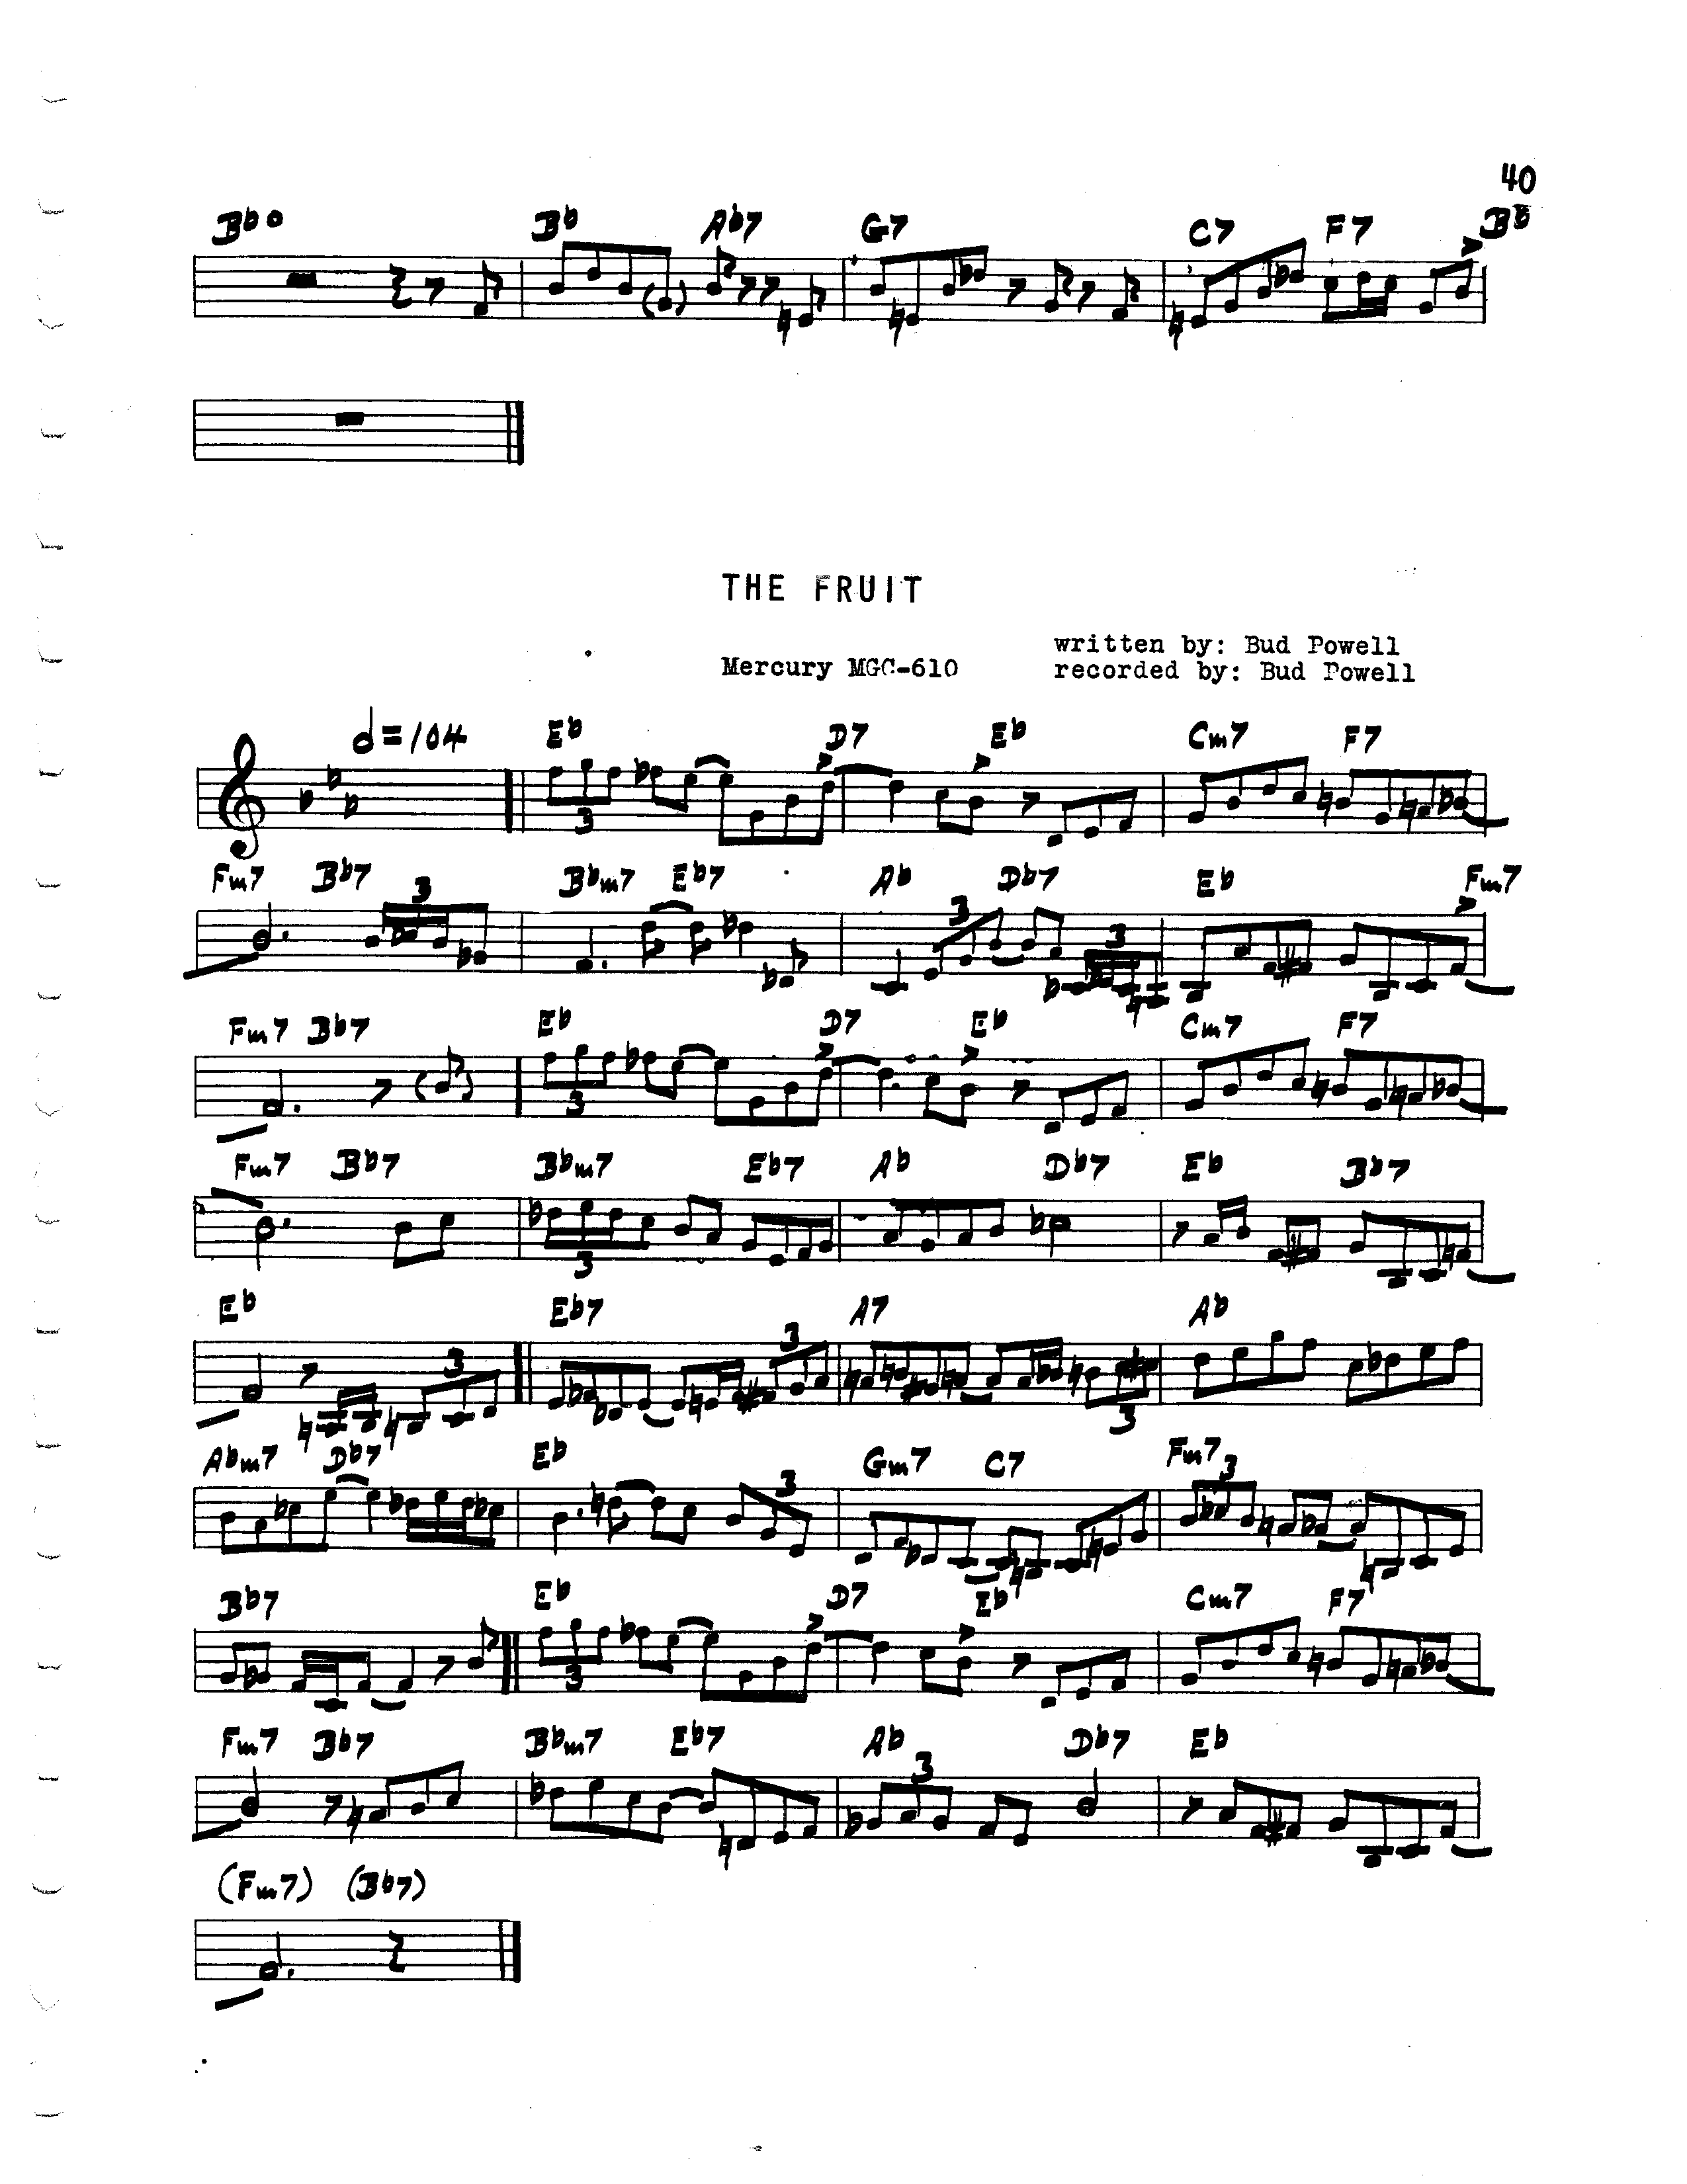 40
Bbo Bb Ab7 G7 C7 F7 Bb
THE FRUIT
written by: Bud Powell
Mercury MGC-610 recorded by: Bud Powell
=104 Eb D7 Eb Cm7 F7
3
Fm7 Bb7 Bbm7 Eb7 Ab Db7 Eb Fm7
3 3 3
Fm7 Bb7 Eb D7 Eb Cm7 F7
3
Fm7 Bb7 Bbm7 Eb7 Ab Db7 Eb Bb7
3
Eb Eb7 A7 Ab
3 3 3
Abm7 Db7 Eb Gm7 C7 Fm7
3 3
Bb7 Eb D7 Eb Cm7 F7
3
Fm7 Bb7 Bbm7 Eb7 Ab Db7 Eb
3
(Fm7) (Bb7)